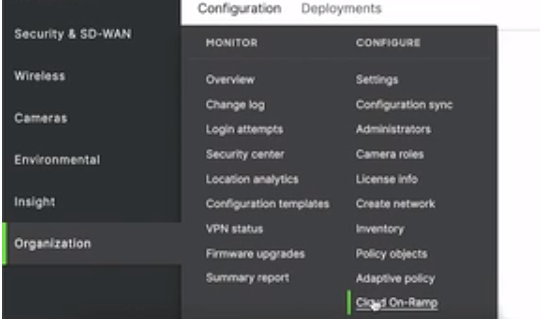 Configuration Deployments
Security & SD-WAN
Wireless
Cameras
Environmental
Insight
Organization
MONITOR
Overview
Change log
Login attempts
Security center
Location analytics
Configuration templates
VPN status
Firmware upgrades
Summary report
CONFIGURE
Settings
Configuration sync
Administrators
Camera roles
License info
Create network
Inventory
Policy objects
Adaptive policy
Cloud On-Ramp